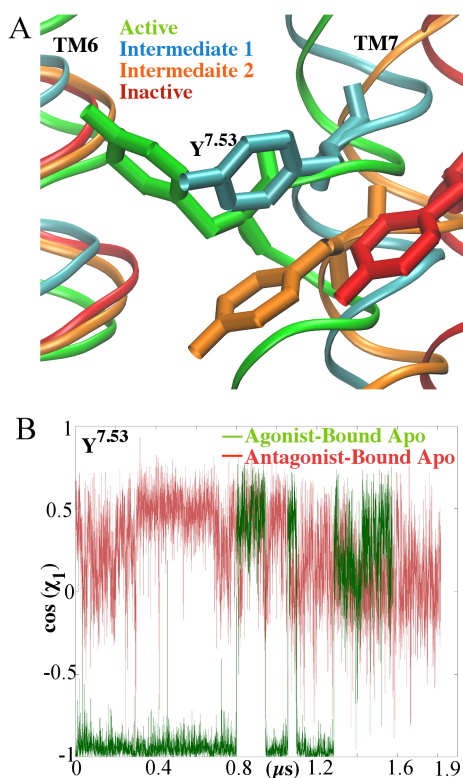 A
TM6
Active
Intermediate 1
Intermedaite 2
Inactive
TM7
Y7.53
B
Y7.53
Agonist-Bound Apo
Antagonist-Bound Apo
1
0.5
0
-0.5
-1
cos (χ1)
0 0.4 0.8 (µs) 1.2 1.6 1.9